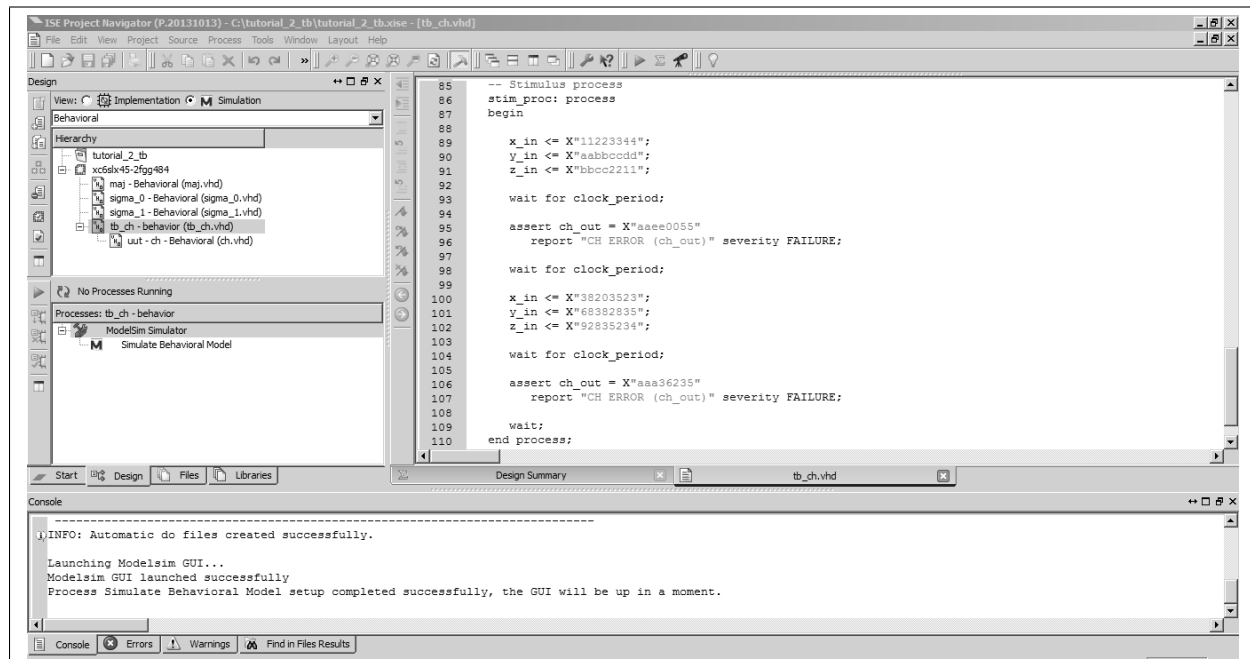 ISE Project Navigator (P.20131013) - C:\tutorial_2_tb\tutorial_2_tb.xise - [tb_ch.vhd]
File Edit View Project Source Process Tools Window Layout Help
Design
View: Implementation Simulation
Behavioral
Hierarchy
tutorial_2_tb
xc6slx45-2fgg484
maj - Behavioral (maj.vhd)
sigma_0 - Behavioral (sigma_0.vhd)
sigma_1 - Behavioral (sigma_1.vhd)
tb_ch - behavior (tb_ch.vhd)
uut - ch - Behavioral (ch.vhd)
No Processes Running
Processes: tb_ch - behavior
ModelSim Simulator
Simulate Behavioral Model
Start Design Files Libraries
85 -- Stimulus process
86 stim_proc: process
87 begin
88
89 x_in <= X"11223344";
90 y_in <= X"aabbccdd";
91 z_in <= X"bbcc2211";
92
93 wait for clock_period;
94
95 assert ch_out = X"aaee0055"
96 report "CH ERROR (ch_out)" severity FAILURE;
97
98 wait for clock_period;
99
100 x_in <= X"38203523";
101 y_in <= X"68382835";
102 z_in <= X"92835234";
103
104 wait for clock_period;
105
106 assert ch_out = X"aaa36235"
107 report "CH ERROR (ch_out)" severity FAILURE;
108
109 wait;
110 end process;
Design Summary tb_ch.vhd
Console
--------------------------------------------------------------------------------
INFO: Automatic do files created successfully.
Launching Modelsim GUI...
Modelsim GUI launched successfully
Process Simulate Behavioral Model setup completed successfully, the GUI will be up in a moment.
Console Errors Warnings Find in Files Results